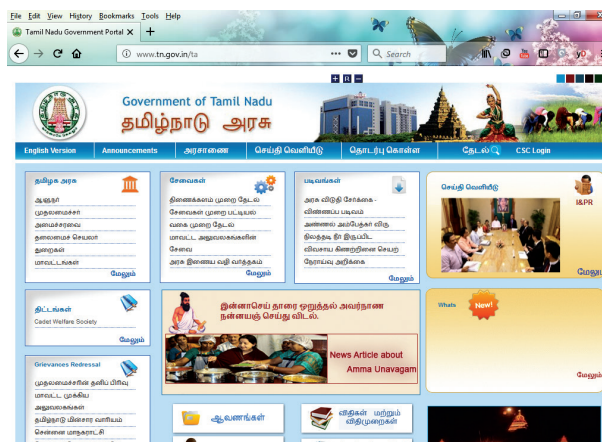 File Edit View History Bookmarks Tools Help
Tamil Nadu Government Portal
www.tn.gov.in/ta
Search
+ R -
Government of Tamil Nadu
தமிழ்நாடு அரசு
English Version Announcements அரசாணை செய்தி வெளியீடு தொடர்பு கொள்ள தேடல் CSC Login
தமிழக அரசு
ஆளுநர்
முதலமைச்சர்
அமைச்சரவை
தலைமைச் செயலர்
துறைகள்
மாவட்டங்கள்
மேலும்
சேவைகள்
திணைக்களம் முறை தேடல்
சேவைகள் முறை பட்டியல்
வகை முறை தேடல்
மாவட்ட அலுவலகங்களின்
சேவை
அரசு இணைய வழி வர்த்தகம்
மேலும்
படிவங்கள்
அரசு விடுதி சேர்க்கை -
விண்ணப்ப படிவம்
அண்ணல் அம்பேத்கர் விரு
நிலத்தடி நீர் இருப்பிட
விவசாய கிணற்றினை செயற்
நேராய்வு அறிக்கை
மேலும்
செய்தி வெளியீடு
I&PR
மேலும்
திட்டங்கள்
Cadet Welfare Society
மேலும்
இன்னாசெய் தாரை ஒறுத்தல் அவர்நாண
நன்னயஞ் செய்து விடல்.
News Article about
Amma Unavagam
Whats New!
மேலும்
Grievances Redressal
முதலமைச்சரின் தனிப் பிரிவு
மாவட்ட முக்கிய
அலுவலகங்கள்
தமிழ்நாடு மின்சார வாரியம்
சென்னை மாநகராட்சி
ஆவணங்கள்
விதிகள் மற்றும்
விதிமுறைகள்